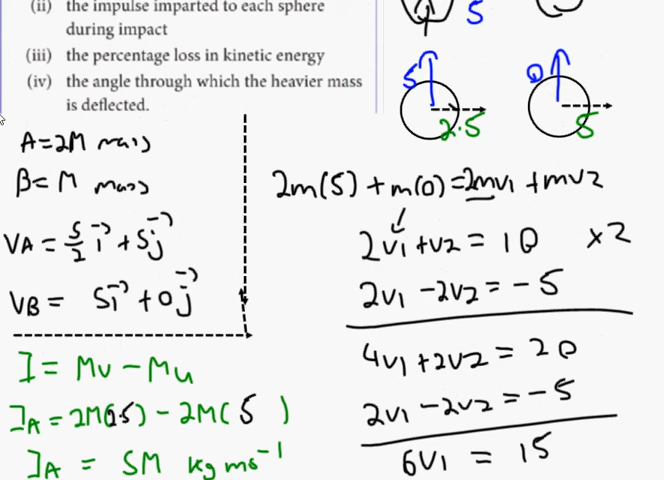 (ii) the impulse imparted to each sphere
during impact
(iii) the percentage loss in kinetic energy
(iv) the angle through which the heavier mass
is deflected.
5
5
2.5
0
5
A=2M mass
B=M mass
VA = 5/2 i→ + 5j→
VB = 5i→ + 0j→
I = Mv - Mu
IA = 2M(2.5) - 2M(5)
IA = 5M kg ms⁻¹
2m(5) + m(0) = 2mv1 + mv2
2v1 + v2 = 10 x2
2v1 - 2v2 = -5
4v1 + 2v2 = 20
2v1 - 2v2 = -5
6v1 = 15